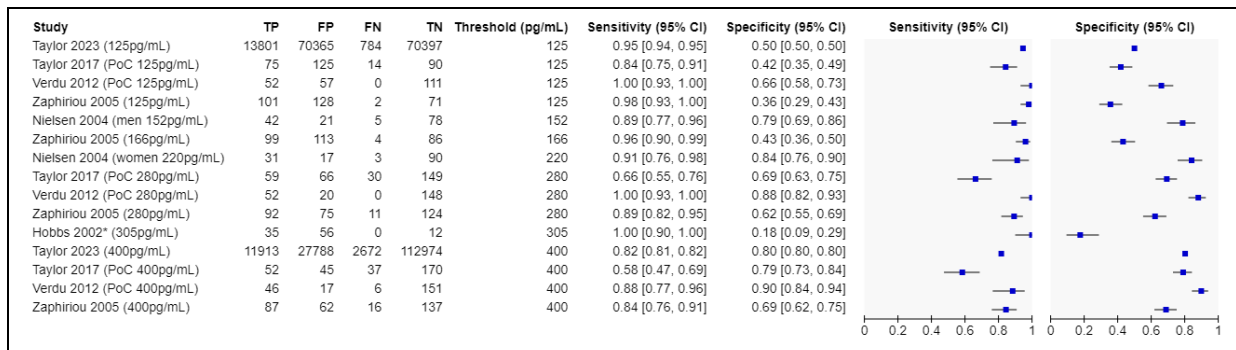 Study TP FP FN TN Threshold (pg/mL) Sensitivity (95% CI) Specificity (95% CI) Sensitivity (95% CI) Specificity (95% CI)
Taylor 2023 (125pg/mL) 13801 70365 784 70397 125 0.95 [0.94, 0.95] 0.50 [0.50, 0.50]
Taylor 2017 (PoC 125pg/mL) 75 125 14 90 125 0.84 [0.75, 0.91] 0.42 [0.35, 0.49]
Verdu 2012 (PoC 125pg/mL) 52 57 0 111 125 1.00 [0.93, 1.00] 0.66 [0.58, 0.73]
Zaphiriou 2005 (125pg/mL) 101 128 2 71 125 0.98 [0.93, 1.00] 0.36 [0.29, 0.43]
Nielsen 2004 (men 152pg/mL) 42 21 5 78 152 0.89 [0.77, 0.96] 0.79 [0.69, 0.86]
Zaphiriou 2005 (166pg/mL) 99 113 4 86 166 0.96 [0.90, 0.99] 0.43 [0.36, 0.50]
Nielsen 2004 (women 220pg/mL) 31 17 3 90 220 0.91 [0.76, 0.98] 0.84 [0.76, 0.90]
Taylor 2017 (PoC 280pg/mL) 59 66 30 149 280 0.66 [0.55, 0.76] 0.69 [0.63, 0.75]
Verdu 2012 (PoC 280pg/mL) 52 20 0 148 280 1.00 [0.93, 1.00] 0.88 [0.82, 0.93]
Zaphiriou 2005 (280pg/mL) 92 75 11 124 280 0.89 [0.82, 0.95] 0.62 [0.55, 0.69]
Hobbs 2002* (305pg/mL) 35 56 0 12 305 1.00 [0.90, 1.00] 0.18 [0.09, 0.29]
Taylor 2023 (400pg/mL) 11913 27788 2672 112974 400 0.82 [0.81, 0.82] 0.80 [0.80, 0.80]
Taylor 2017 (PoC 400pg/mL) 52 45 37 170 400 0.58 [0.47, 0.69] 0.79 [0.73, 0.84]
Verdu 2012 (PoC 400pg/mL) 46 17 6 151 400 0.88 [0.77, 0.96] 0.90 [0.84, 0.94]
Zaphiriou 2005 (400pg/mL) 87 62 16 137 400 0.84 [0.76, 0.91] 0.69 [0.62, 0.75]
0 0.2 0.4 0.6 0.8 1 0 0.2 0.4 0.6 0.8 1